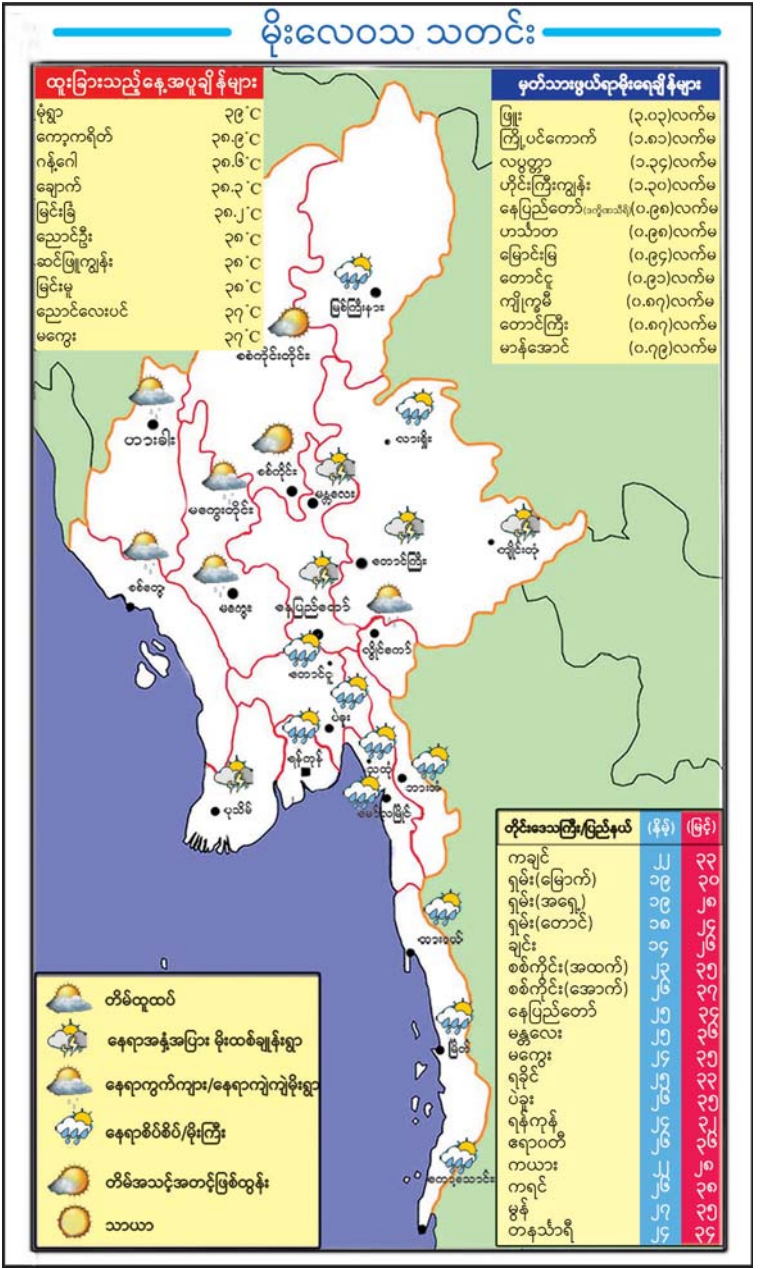 မိုးလေဝသ သတင်း
ထူးခြားသည့်နေ့အပူချိန်များ
မုံရွာ ၃၉°C
ကော့ကရိတ် ၃၈.၉°C
ဂန့်ဂေါ ၃၈.၆°C
ချောက် ၃၈.၃°C
မြင်းခြံ ၃၈.၂°C
ညောင်ဦး ၃၈°C
ဆင်ဖြူကျွန်း ၃၈°C
မြင်းမူ ၃၈°C
ညောင်လေးပင် ၃၇°C
မကွေး ၃၇°C
မှတ်သားဖွယ်ရာမိုးရေချိန်များ
ဖြူး (၃.၀၃)လက်မ
ကြို့ပင်ကောက် (၁.၈၁)လက်မ
လပွတ္တာ (၁.၃၄)လက်မ
ဟိုင်းကြီးကျွန်း (၁.၃၀)လက်မ
နေပြည်တော်(ဒက္ခိဏသီရိ)(၀.၉၈)လက်မ
ဟင်္သာတ (၀.၉၈)လက်မ
မြောင်းမြ (၀.၉၄)လက်မ
တောင်ငူ (၀.၉၁)လက်မ
ကျိုက္ခမီ (၀.၈၇)လက်မ
တောင်ကြီး (၀.၈၇)လက်မ
မာန်အောင် (၀.၇၉)လက်မ
မြစ်ကြီးနား
စစ်ကိုင်းတိုင်း
ဟားခါး
လားရှိုး
စစ်ကိုင်း
မန္တလေး
မကွေးတိုင်း
တောင်ကြီး
ကျိုင်းတုံ
စစ်တွေ
မကွေး
နေပြည်တော်
လွိုင်ကော်
တောင်ငူ
ပဲခူး
ရန်ကုန်
သထုံ
ဘားအံ
ပုသိမ်
မော်လမြိုင်
ထားဝယ်
မြိတ်
ကော့သောင်း
တိမ်ထူထပ်
နေရာအနှံ့အပြား မိုးထစ်ချုန်းရွာ
နေရာကွက်ကျား/နေရာကျဲကျဲမိုးရွာ
နေရာစိပ်စိပ်/မိုးကြီး
တိမ်အသင့်အတင့်ဖြစ်ထွန်း
သာယာ
တိုင်းဒေသကြီး/ပြည်နယ် (နိမ့်) (မြင့်)
ကချင် ၂၂ ၃၃
ရှမ်း(မြောက်) ၁၉ ၃၀
ရှမ်း(အရှေ့) ၁၉ ၂၈
ရှမ်း(တောင်) ၁၈ ၂၄
ချင်း ၁၄ ၂၆
စစ်ကိုင်း(အထက်) ၂၃ ၃၅
စစ်ကိုင်း(အောက်) ၂၆ ၃၇
နေပြည်တော် ၂၅ ၃၄
မန္တလေး ၂၅ ၃၆
မကွေး ၂၄ ၃၅
ရခိုင် ၂၅ ၃၃
ပဲခူး ၂၆ ၃၅
ရန်ကုန် ၂၄ ၃၂
ဧရာဝတီ ၂၆ ၃၆
ကယား ၂၂ ၂၈
ကရင် ၂၆ ၃၈
မွန် ၂၇ ၃၅
တနင်္သာရီ ၂၄ ၃၄